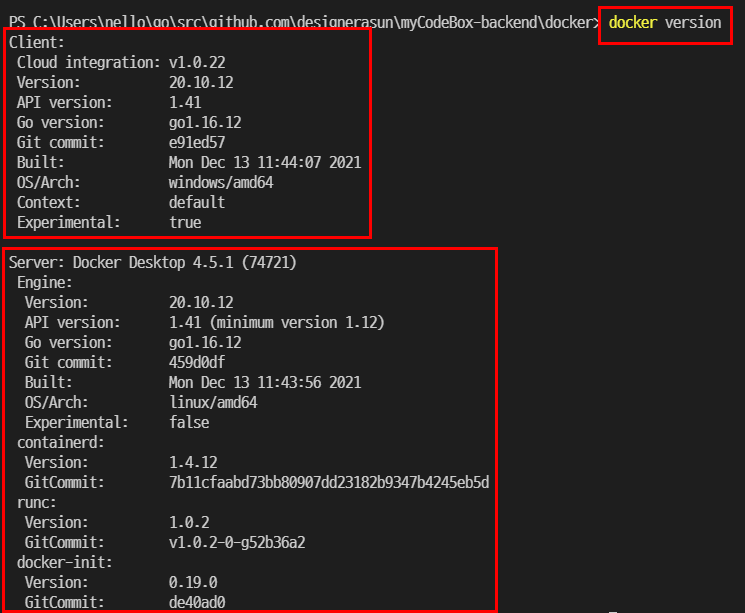 PS C:\Users\nello\go\src\github.com\designerasun\myCodeBox-backend\docker> docker version
Client:
 Cloud integration: v1.0.22
 Version:           20.10.12
 API version:       1.41
 Go version:        go1.16.12
 Git commit:        e91ed57
 Built:             Mon Dec 13 11:44:07 2021
 OS/Arch:           windows/amd64
 Context:           default
 Experimental:      true

Server: Docker Desktop 4.5.1 (74721)
 Engine:
  Version:          20.10.12
  API version:      1.41 (minimum version 1.12)
  Go version:       go1.16.12
  Git commit:       459d0df
  Built:            Mon Dec 13 11:43:56 2021
  OS/Arch:          linux/amd64
  Experimental:     false
 containerd:
  Version:          1.4.12
  GitCommit:        7b11cfaabd73bb80907dd23182b9347b4245eb5d
 runc:
  Version:          1.0.2
  GitCommit:        v1.0.2-0-g52b36a2
 docker-init:
  Version:          0.19.0
  GitCommit:        de40ad0